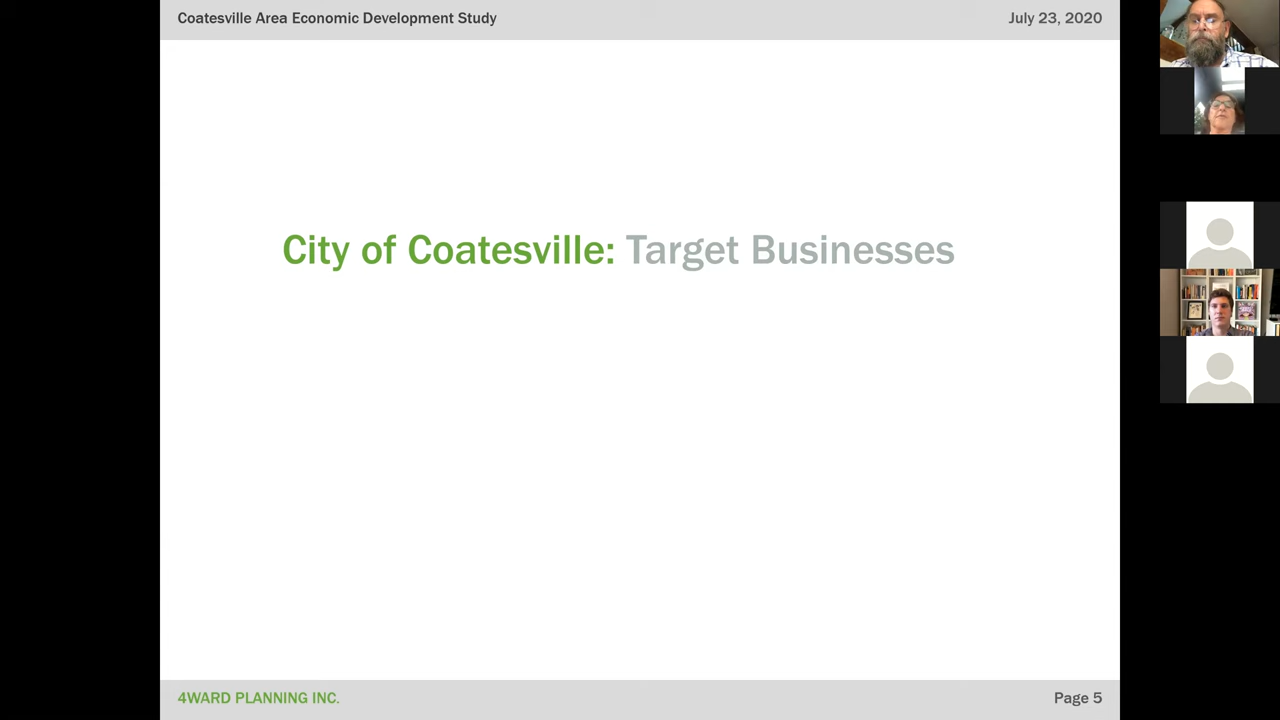 Coatesville Area Economic Development Study
July 23, 2020
City of Coatesville: Target Businesses
4WARD PLANNING INC.
Page 5